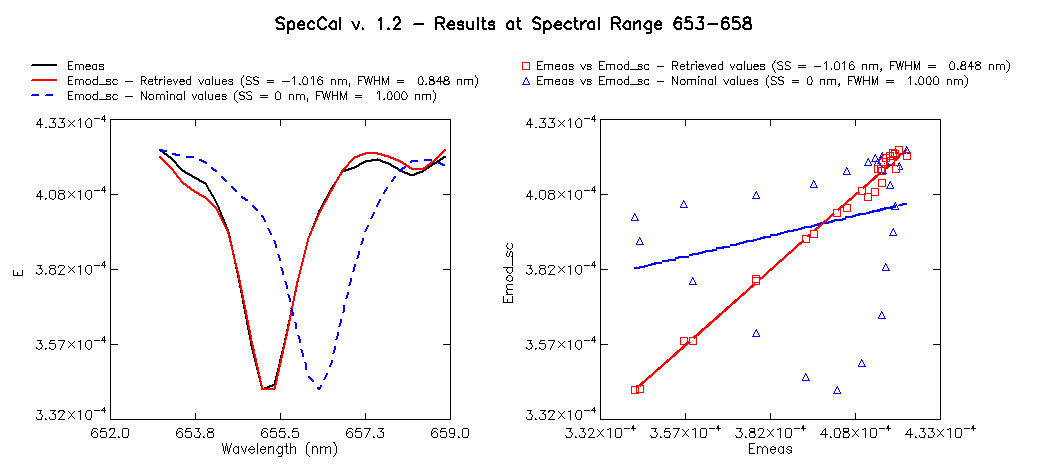 SpecCal v. 1.2 – Results at Spectral Range 653–658
Emeas
Emod_sc – Retrieved values (SS = −1.016 nm, FWHM = 0.848 nm)
Emod_sc – Nominal values (SS = 0 nm, FWHM = 1.000 nm)
4.33×10⁻⁴
4.08×10⁻⁴
3.82×10⁻⁴
3.57×10⁻⁴
3.32×10⁻⁴
E
652.0 653.8 655.5 657.3 659.0
Wavelength (nm)
Emeas vs Emod_sc – Retrieved values (SS = −1.016 nm, FWHM = 0.848 nm)
Emeas vs Emod_sc – Nominal values (SS = 0 nm, FWHM = 1.000 nm)
4.33×10⁻⁴
4.08×10⁻⁴
3.82×10⁻⁴
3.57×10⁻⁴
3.32×10⁻⁴
Emod_sc
3.32×10⁻⁴ 3.57×10⁻⁴ 3.82×10⁻⁴ 4.08×10⁻⁴ 4.33×10⁻⁴
Emeas